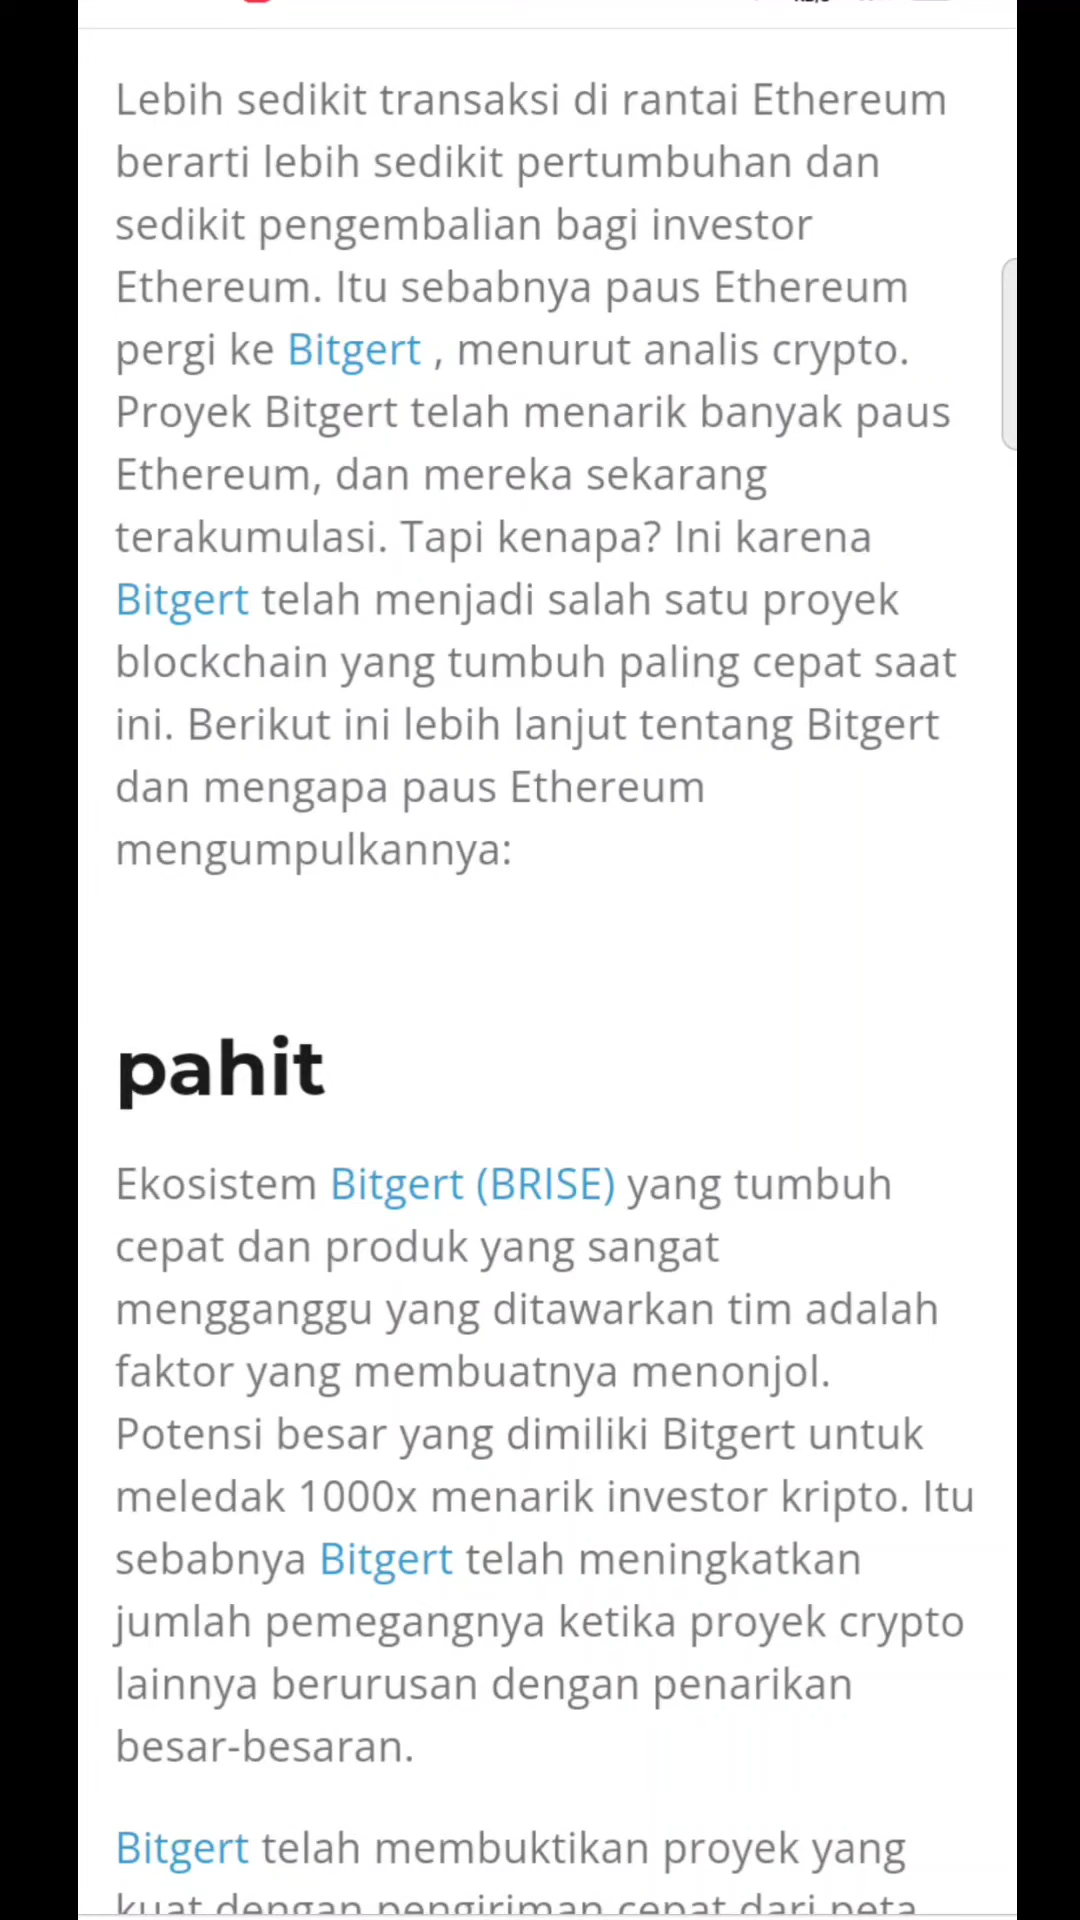 Lebih sedikit transaksi di rantai Ethereum
berarti lebih sedikit pertumbuhan dan
sedikit pengembalian bagi investor
Ethereum. Itu sebabnya paus Ethereum
pergi ke Bitgert , menurut analis crypto.
Proyek Bitgert telah menarik banyak paus
Ethereum, dan mereka sekarang
terakumulasi. Tapi kenapa? Ini karena
Bitgert telah menjadi salah satu proyek
blockchain yang tumbuh paling cepat saat
ini. Berikut ini lebih lanjut tentang Bitgert
dan mengapa paus Ethereum
mengumpulkannya:
pahit
Ekosistem Bitgert (BRISE) yang tumbuh
cepat dan produk yang sangat
mengganggu yang ditawarkan tim adalah
faktor yang membuatnya menonjol.
Potensi besar yang dimiliki Bitgert untuk
meledak 1000x menarik investor kripto. Itu
sebabnya Bitgert telah meningkatkan
jumlah pemegangnya ketika proyek crypto
lainnya berurusan dengan penarikan
besar-besaran.
Bitgert telah membuktikan proyek yang
kuat dengan pengiriman cepat dari peta